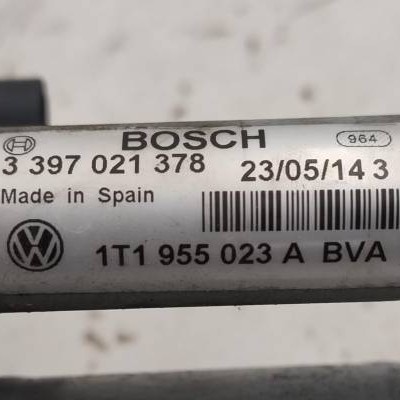 BOSCH 964
3 397 021 378 23/05/14 3
Made in Spain
1T1 955 023 A BVA